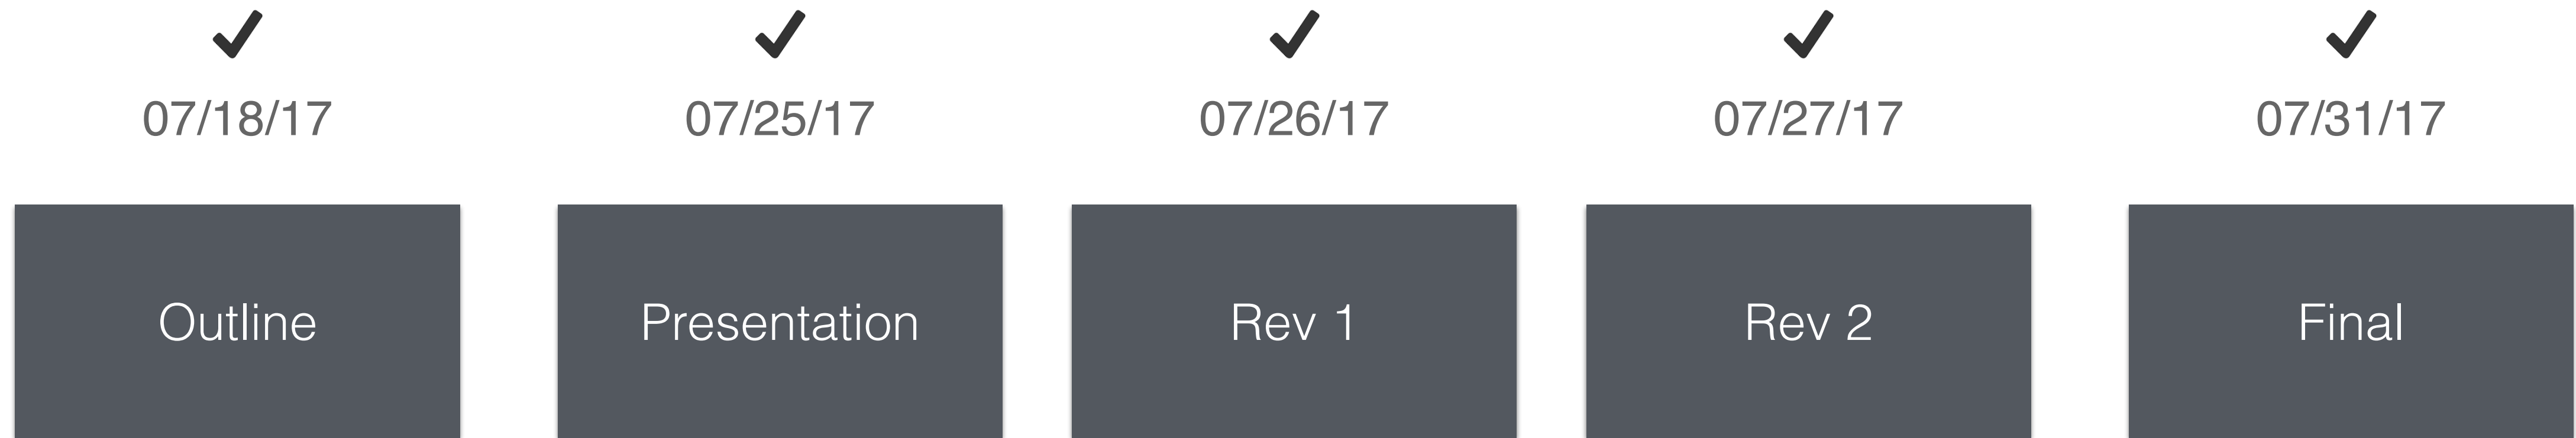 07/18/17 07/25/17 07/26/17 07/27/17 07/31/17
Outline Presentation Rev 1 Rev 2 Final